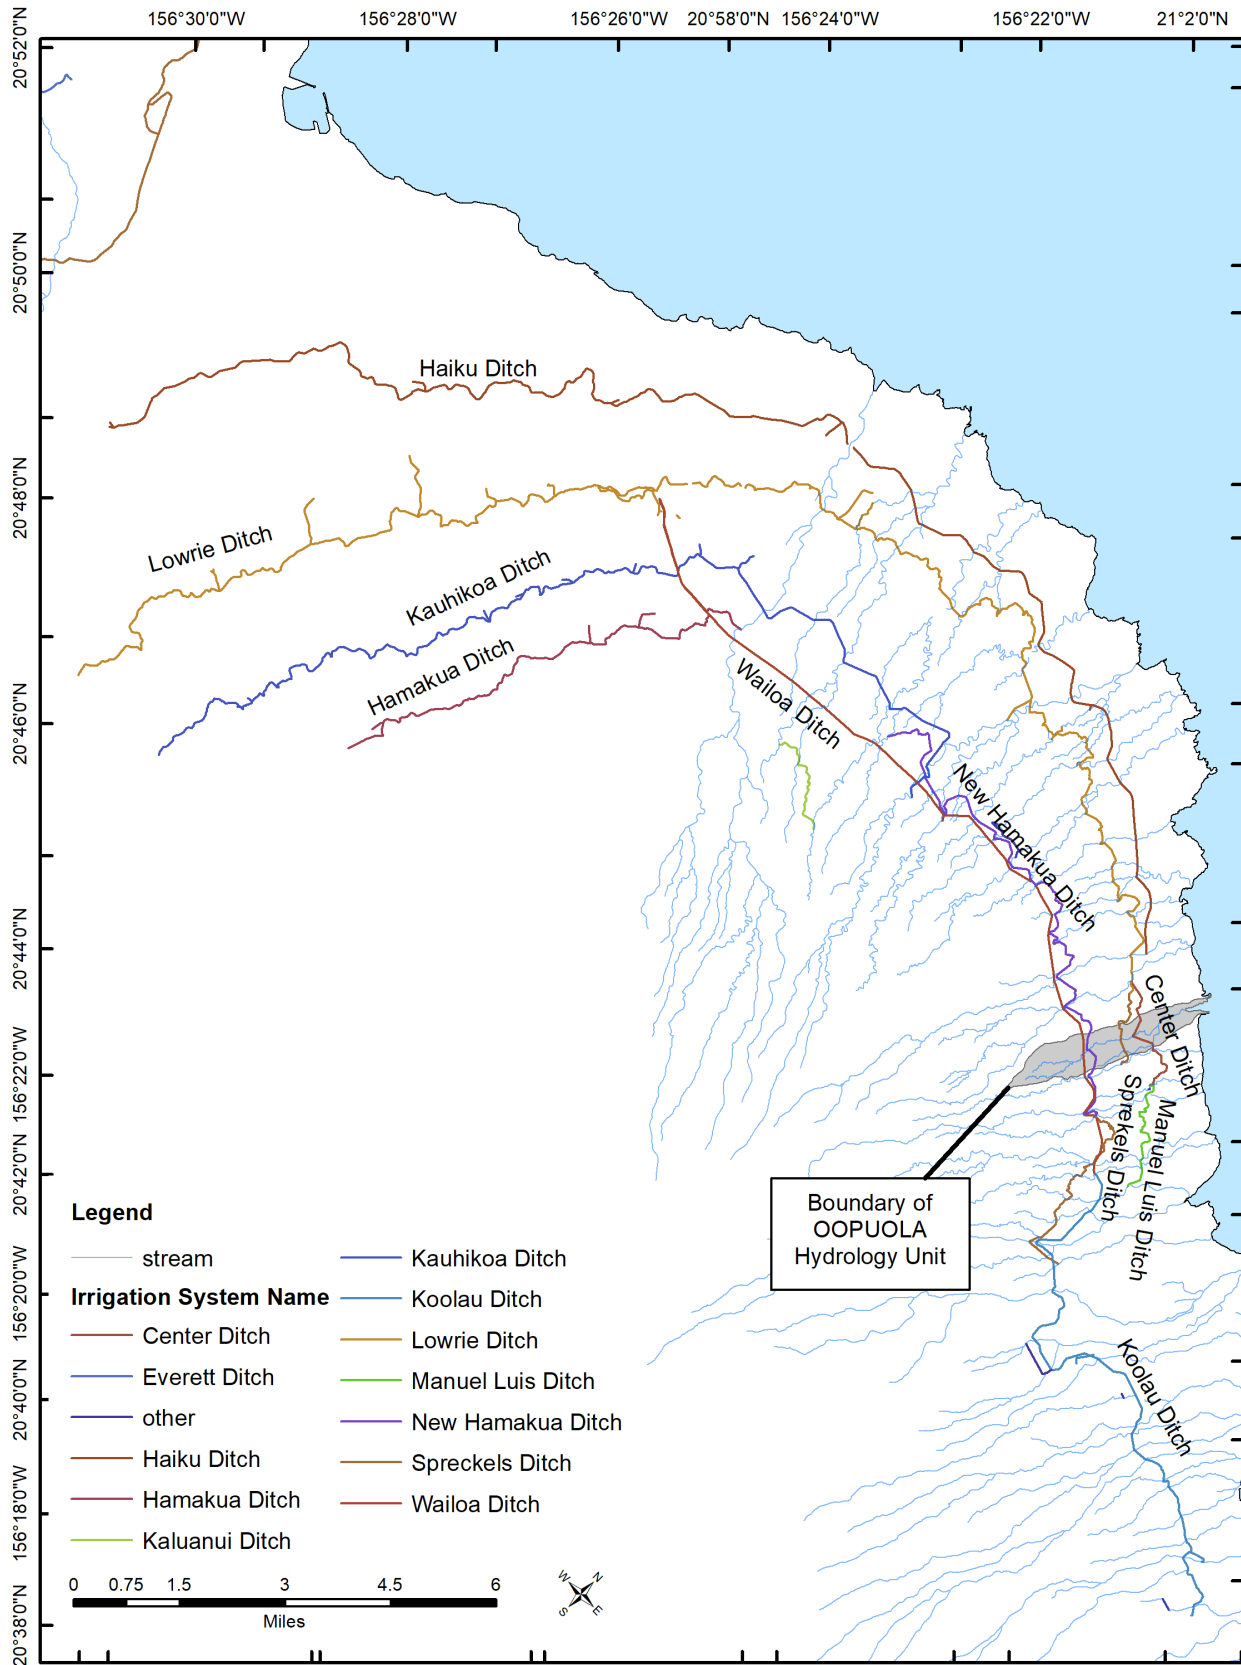 156°30'0"W
156°28'0"W
156°26'0"W
20°58'0"N
156°24'0"W
156°22'0"W
21°2'0"N
20°52'0"N
20°50'0"N
20°48'0"N
20°46'0"N
20°44'0"N
156°22'0"W
20°42'0"N
156°20'0"W
20°40'0"N
156°18'0"W
20°38'0"N
Haiku Ditch
Lowrie Ditch
Kauhikoa Ditch
Hamakua Ditch
Wailoa Ditch
New Hamakua Ditch
Center Ditch
Sprekels Ditch
Manuel Luis Ditch
Koolau Ditch
Boundary of
OOPUOLA
Hydrology Unit
Legend
stream
Irrigation System Name
Center Ditch
Everett Ditch
other
Haiku Ditch
Hamakua Ditch
Kaluanui Ditch
Kauhikoa Ditch
Koolau Ditch
Lowrie Ditch
Manuel Luis Ditch
New Hamakua Ditch
Spreckels Ditch
Wailoa Ditch
0 0.75 1.5 3 4.5 6
Miles
W N
S E